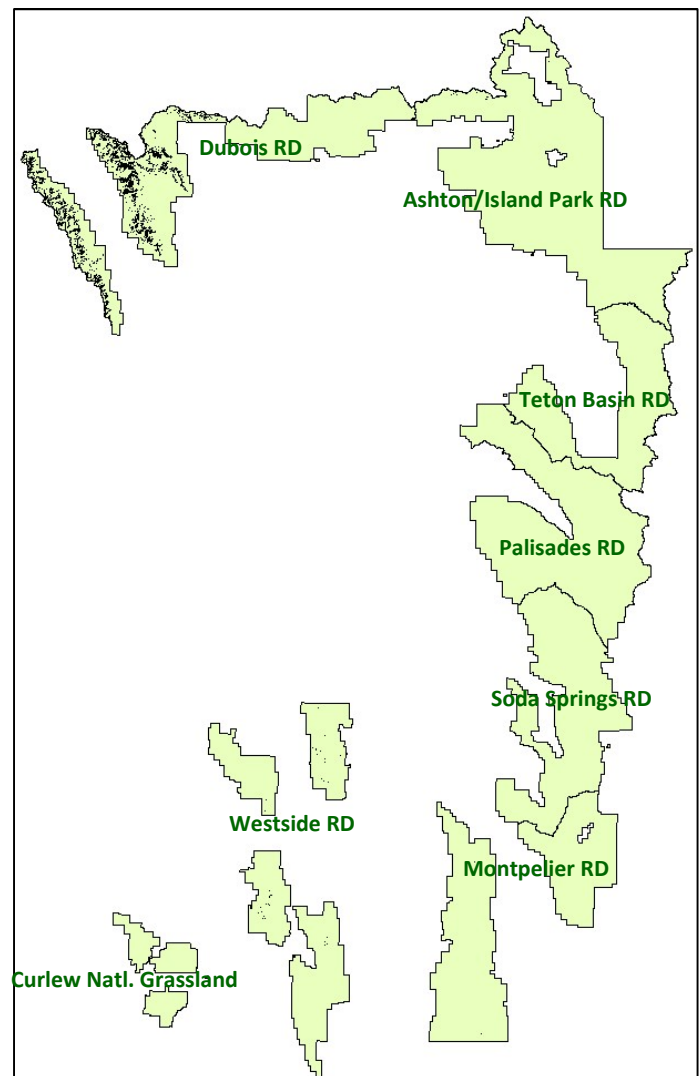 Dubois RD
Ashton/Island Park RD
Teton Basin RD
Palisades RD
Soda Springs RD
Westside RD
Montpelier RD
Curlew Natl. Grassland